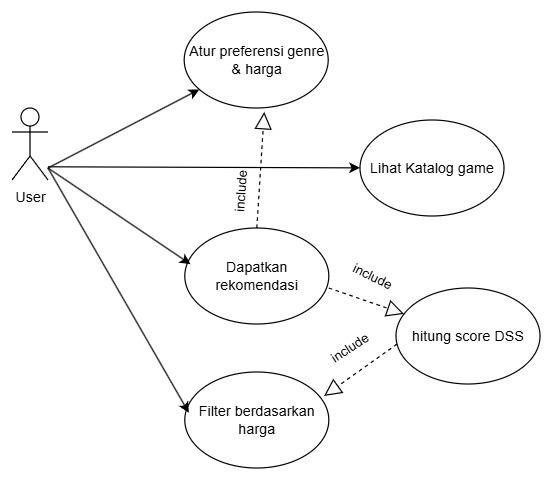 Atur preferensi genre
& harga
User
Lihat Katalog game
include
Dapatkan
rekomendasi
include
hitung score DSS
include
Filter berdasarkan
harga